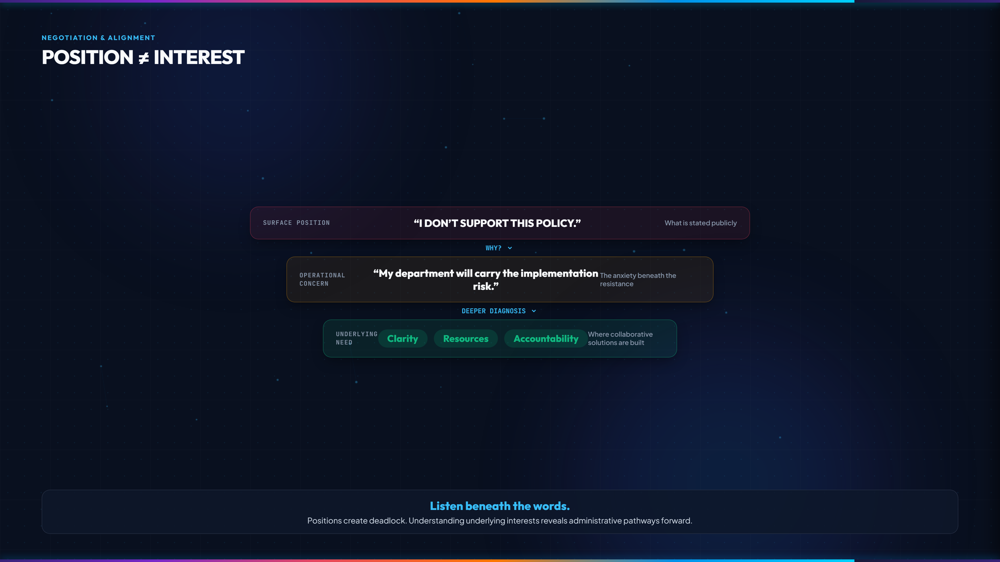 NEGOTIATION & ALIGNMENT
POSITION ≠ INTEREST
SURFACE POSITION
“I DON’T SUPPORT THIS POLICY.”
What is stated publicly
WHY?
OPERATIONAL
CONCERN
“My department will carry the implementation
risk.”
The anxiety beneath the
resistance
DEEPER DIAGNOSIS
UNDERLYING
NEED
Clarity
Resources
Accountability
Where collaborative
solutions are built
Listen beneath the words.
Positions create deadlock. Understanding underlying interests reveals administrative pathways forward.